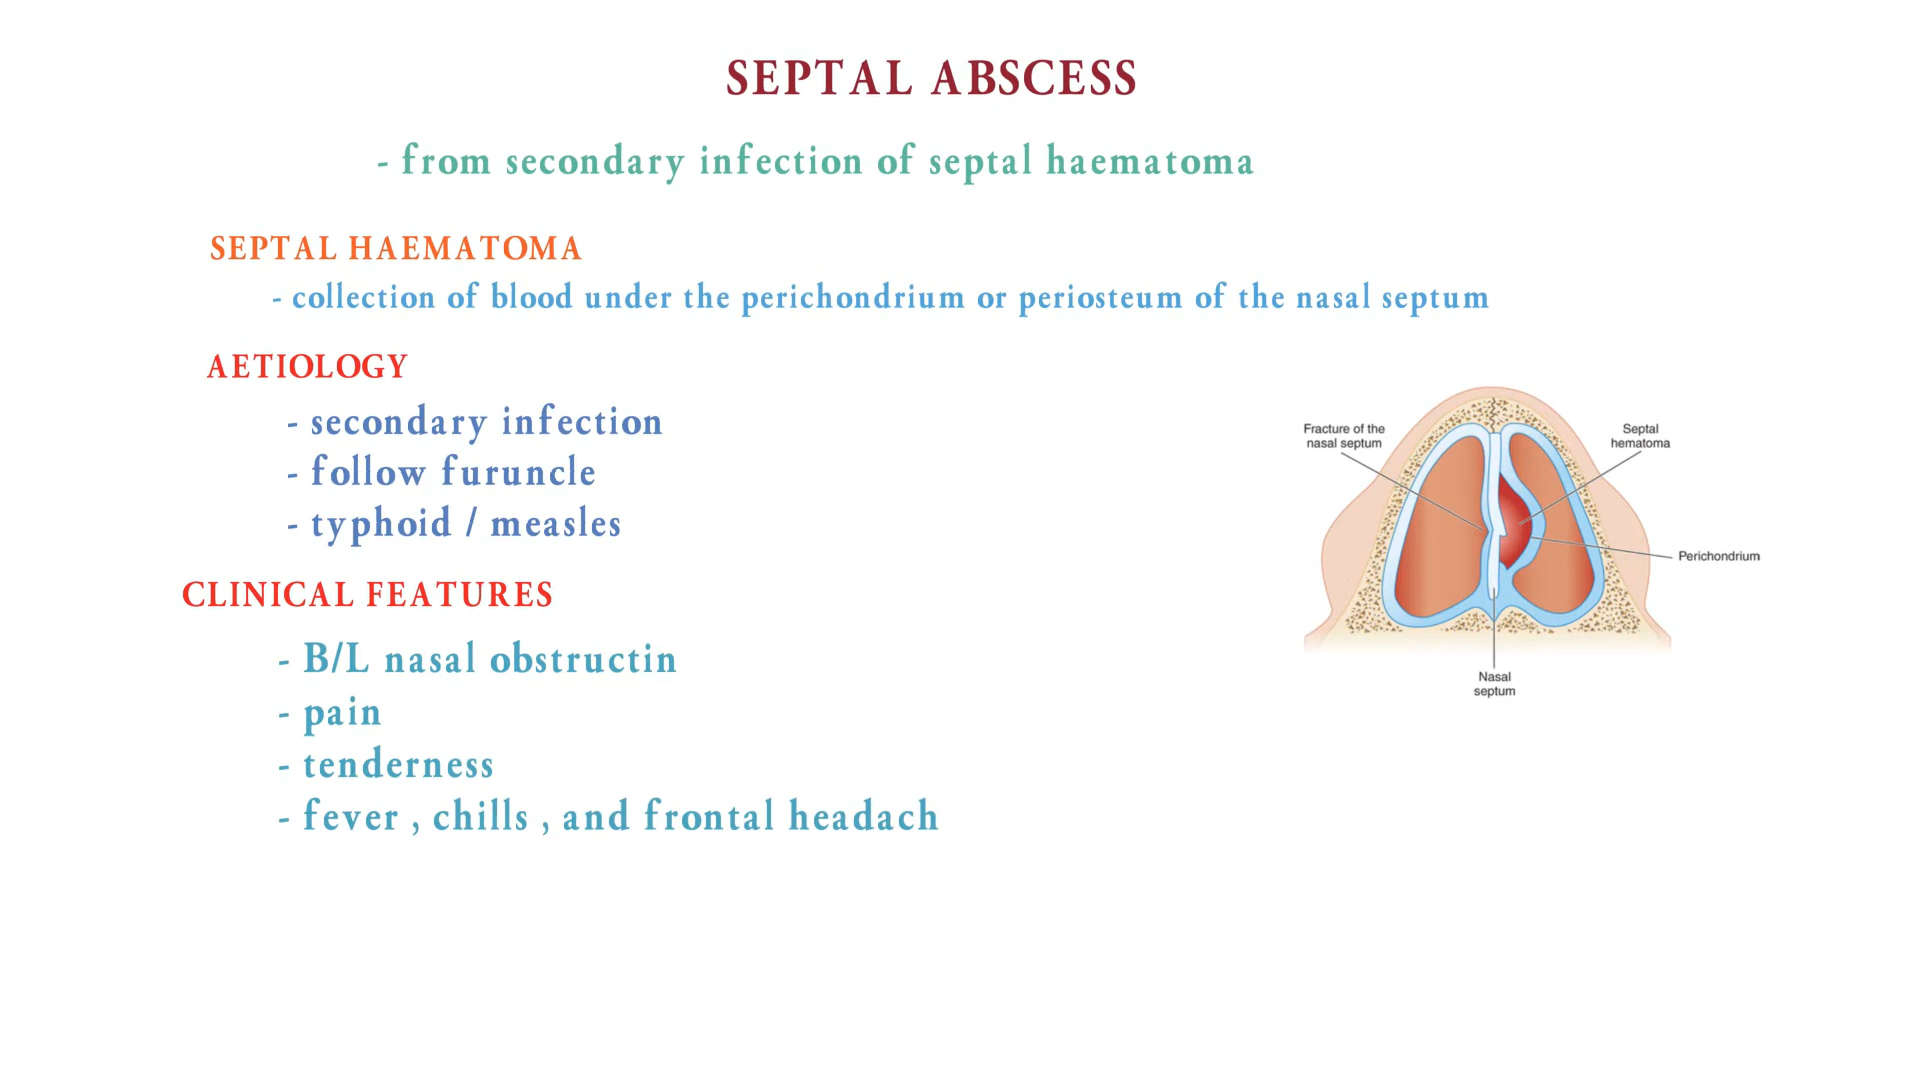 SEPTAL ABSCESS
- from secondary infection of septal haematoma
SEPTAL HAEMATOMA
- collection of blood under the perichondrium or periosteum of the nasal septum
AETIOLOGY
- secondary infection
- follow furuncle
- typhoid / measles
CLINICAL FEATURES
- B/L nasal obstructin
- pain
- tenderness
- fever , chills , and frontal headach
Fracture of the
nasal septum
Septal
hematoma
Perichondrium
Nasal
septum